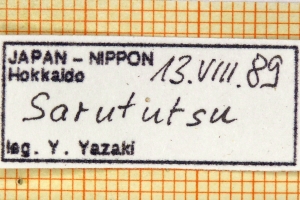 JAPAN – NIPPON
Hokkaido 13.VIII.89
Sarututsu
leg. Y. Yazaki